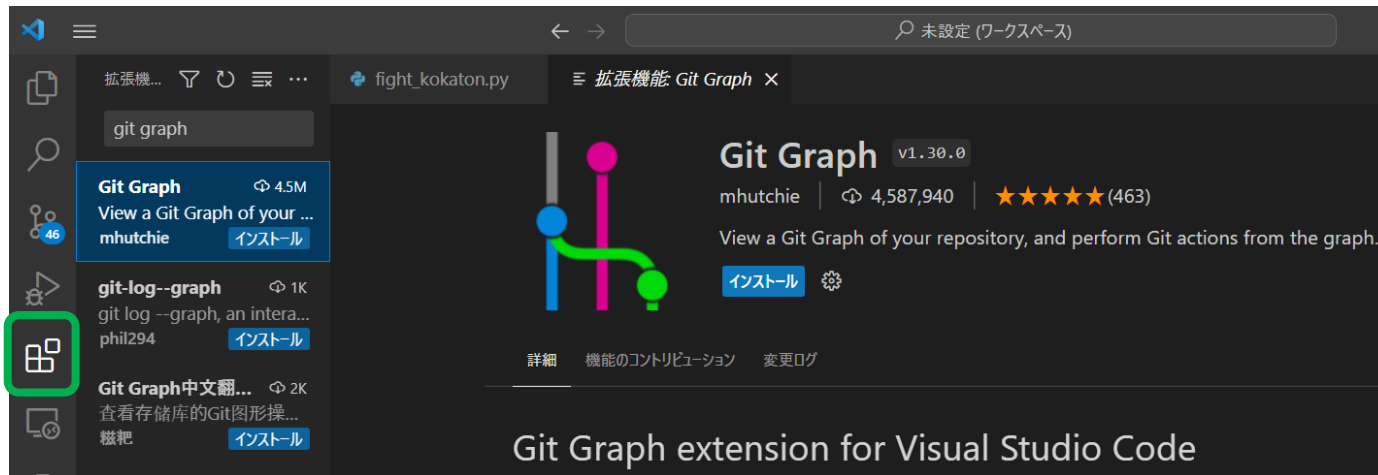 未設定 (ワークスペース)
拡張機... ...
fight_kokaton.py
拡張機能: Git Graph
git graph
Git Graph 4.5M
View a Git Graph of your ...
mhutchie インストール
46
git-log--graph 1K
git log --graph, an intera...
phil294 インストール
Git Graph中文翻... 2K
查看存储库的Git图形操...
糍粑 インストール
Git Graph v1.30.0
mhutchie 4,587,940 ★★★★★(463)
View a Git Graph of your repository, and perform Git actions from the graph.
インストール
詳細 機能のコントリビューション 変更ログ
Git Graph extension for Visual Studio Code